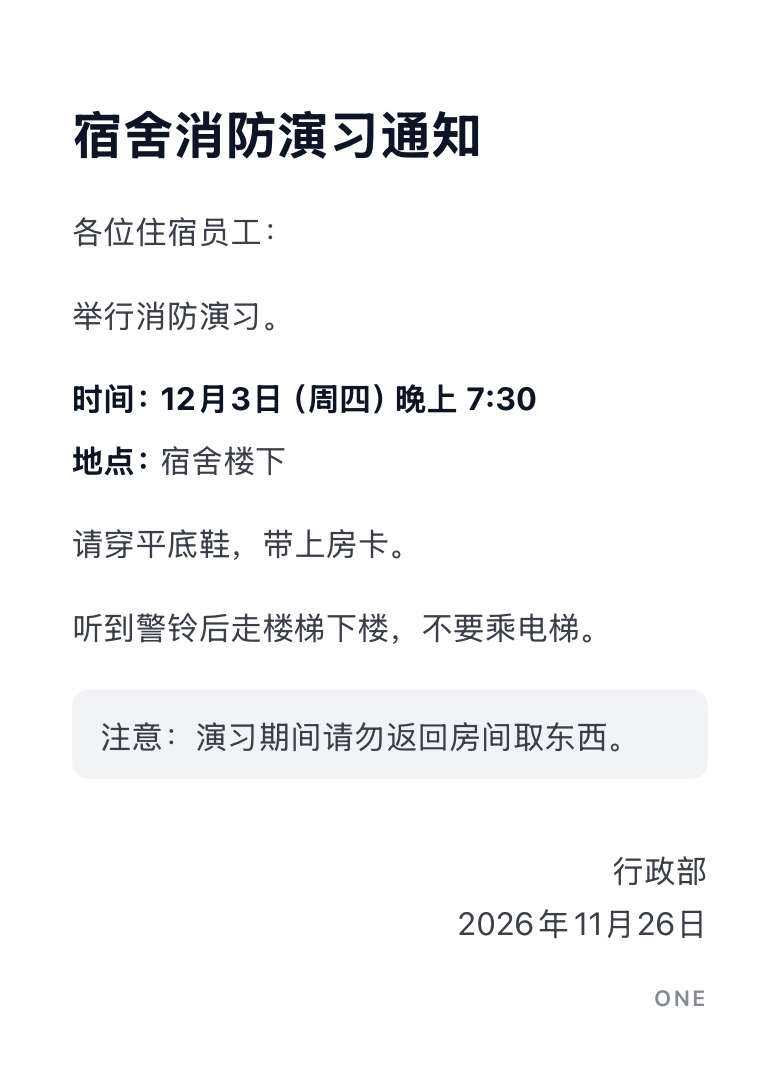 宿舍消防演习通知
各位住宿员工：
举行消防演习。
时间：12月3日（周四）晚上 7:30
地点：宿舍楼下
请穿平底鞋，带上房卡。
听到警铃后走楼梯下楼，不要乘电梯。
注意：演习期间请勿返回房间取东西。
行政部
2026年11月26日
ONE